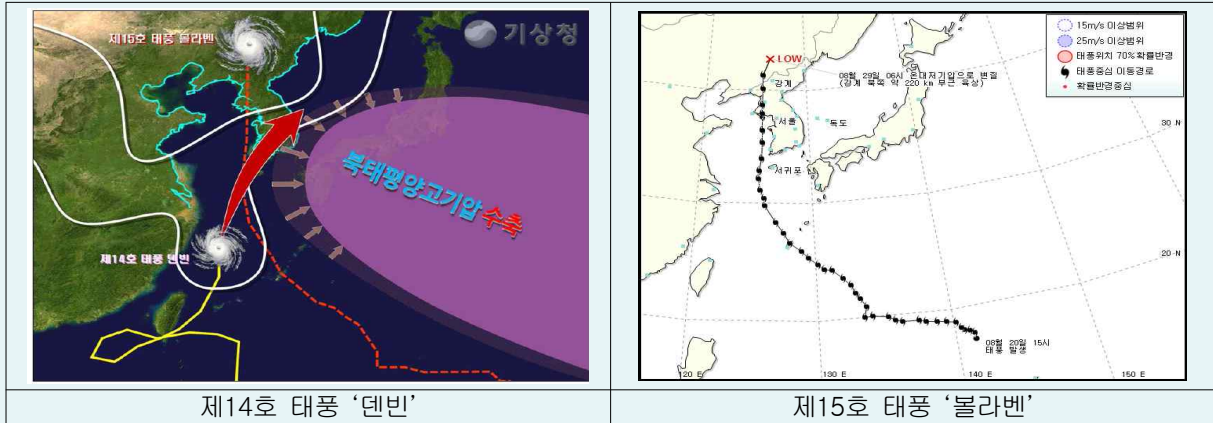 제15호 태풍 볼라벤
기상청
북태평양고기압 수축
제14호 태풍 덴빈
15m/s 이상범위
25m/s 이상범위
태풍위치 70% 확률반경
태풍중심 이동경로
확률반경중심
LOW
08월 29일 06시 온대저기압으로 변질
(강계 북쪽 약 220 km 부근 육상)
강계
서울
독도
서귀포
30 N
20 N
08월 20일 15시
태풍 발생
120 E
130 E
140 E
150 E
제14호 태풍 ‘덴빈’
제15호 태풍 ‘볼라벤’